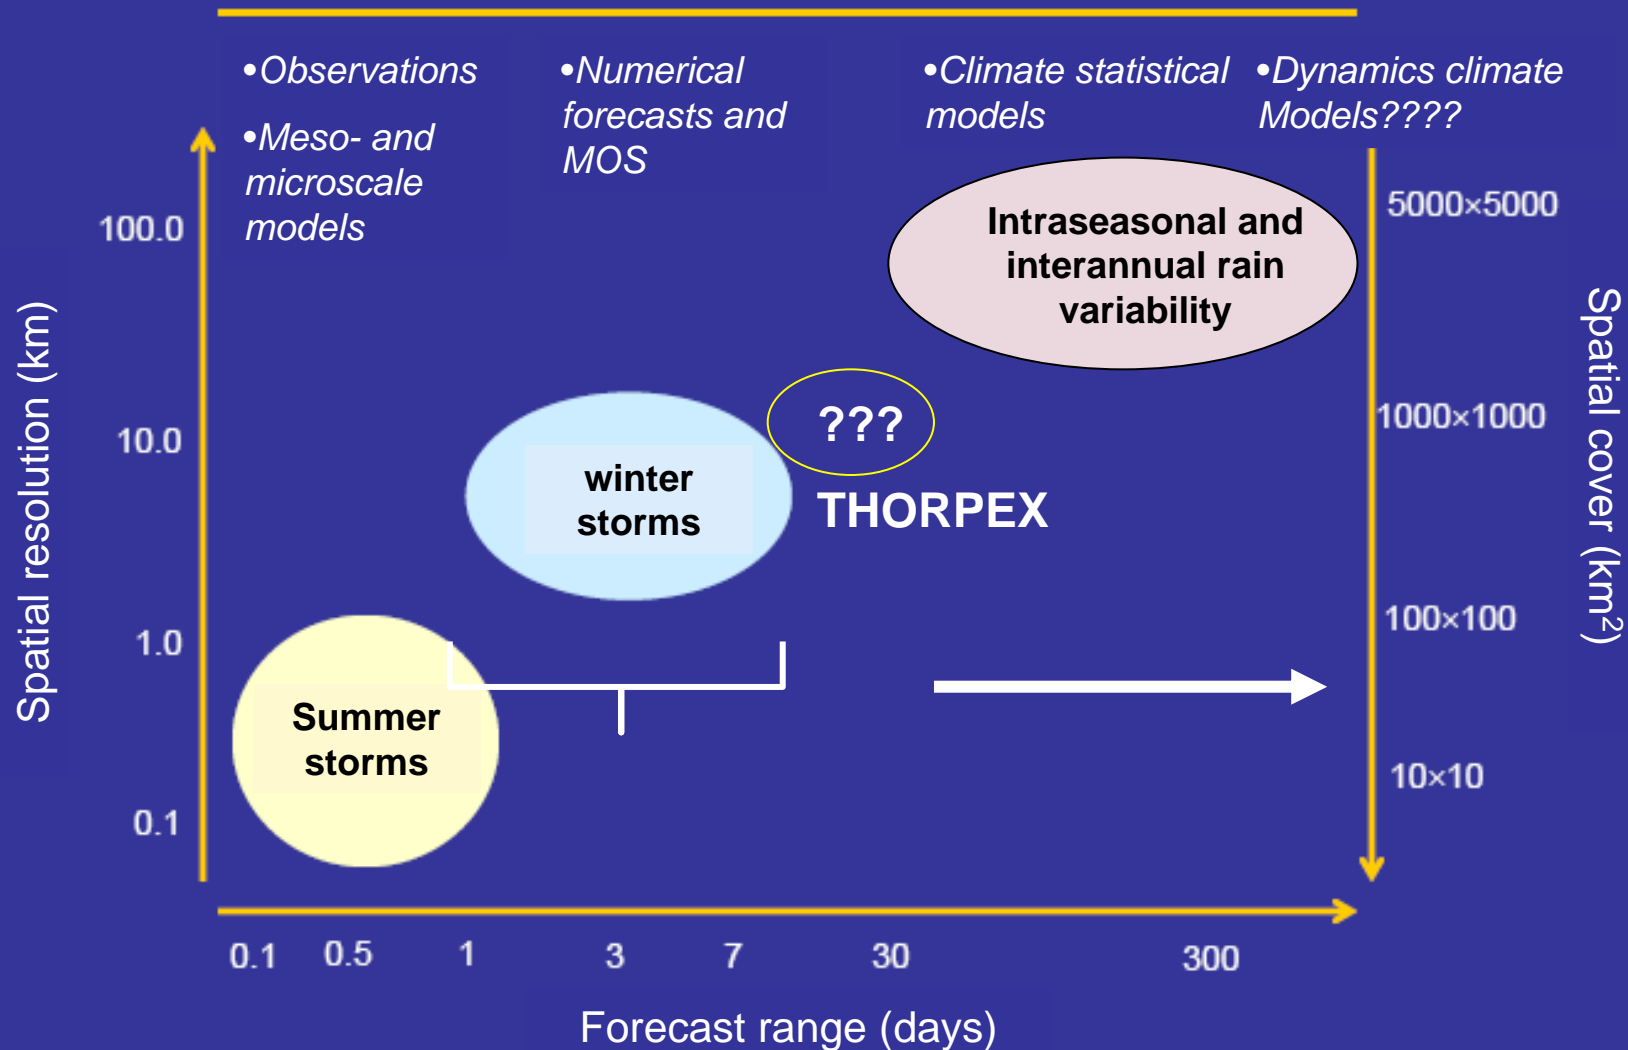 •Observations
•Meso- and
microscale
models
•Numerical
forecasts and
MOS
•Climate statistical
models
•Dynamics climate
Models????
Spatial resolution (km)
100.0
10.0
1.0
0.1
Intraseasonal and
interannual rain
variability
???
THORPEX
winter
storms
Summer
storms
5000×5000
1000×1000
100×100
10×10
Spatial cover (km²)
0.1 0.5 1 3 7 30 300
Forecast range (days)